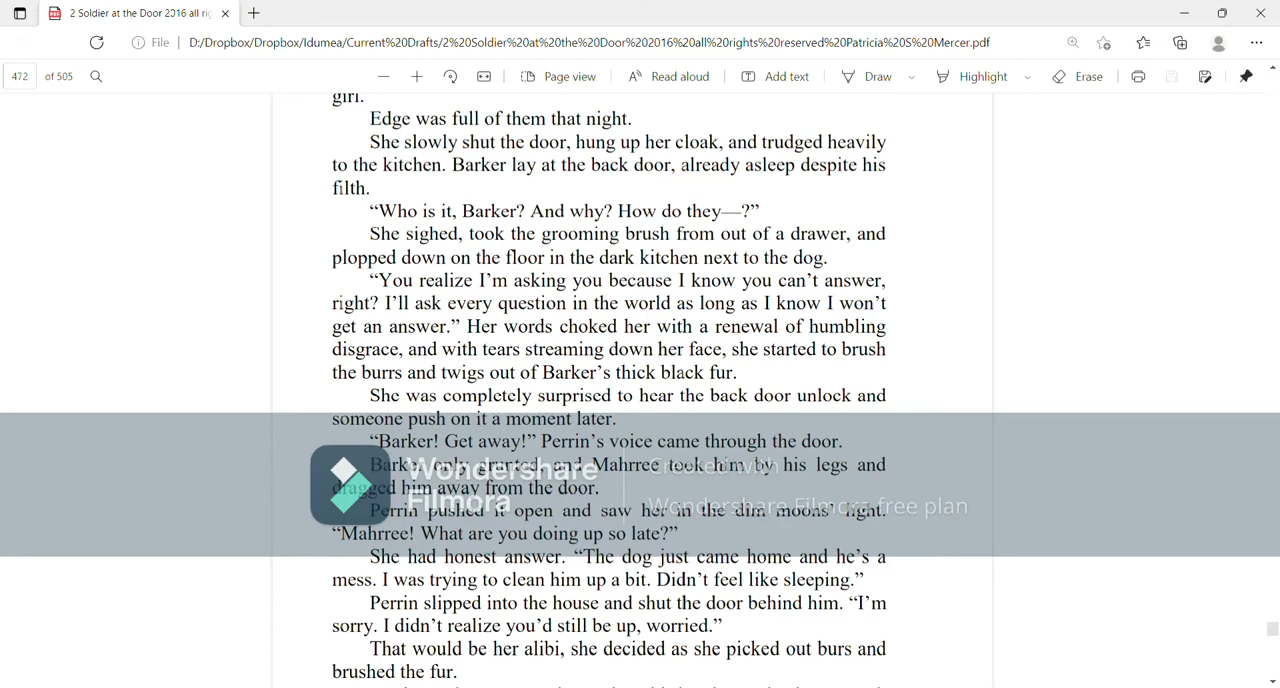 2 Soldier at the Door 2016 all rig
File
D:/Dropbox/Dropbox/Idumea/Current%20Drafts/2%20Soldier%20at%20the%20Door%202016%20all%20rights%20reserved%20Patricia%20S%20Mercer.pdf
472 of 505
Page view
Read aloud
Add text
Draw
Highlight
Erase
girl.
Edge was full of them that night.
She slowly shut the door, hung up her cloak, and trudged heavily
to the kitchen. Barker lay at the back door, already asleep despite his
filth.
“Who is it, Barker? And why? How do they—?”
She sighed, took the grooming brush from out of a drawer, and
plopped down on the floor in the dark kitchen next to the dog.
“You realize I’m asking you because I know you can’t answer,
right? I’ll ask every question in the world as long as I know I won’t
get an answer.” Her words choked her with a renewal of humbling
disgrace, and with tears streaming down her face, she started to brush
the burrs and twigs out of Barker’s thick black fur.
She was completely surprised to hear the back door unlock and
someone push on it a moment later.
“Barker! Get away!” Perrin’s voice came through the door.
Barker only grunted, and Mahrree took him by his legs and
dragged him away from the door.
Perrin pushed it open and saw her in the dim moons’ light.
“Mahrree! What are you doing up so late?”
She had honest answer. “The dog just came home and he’s a
mess. I was trying to clean him up a bit. Didn’t feel like sleeping.”
Perrin slipped into the house and shut the door behind him. “I’m
sorry. I didn’t realize you’d still be up, worried.”
That would be her alibi, she decided as she picked out burs and
brushed the fur.
Wondershare
Filmora
Created with
Wondershare Filmora free plan